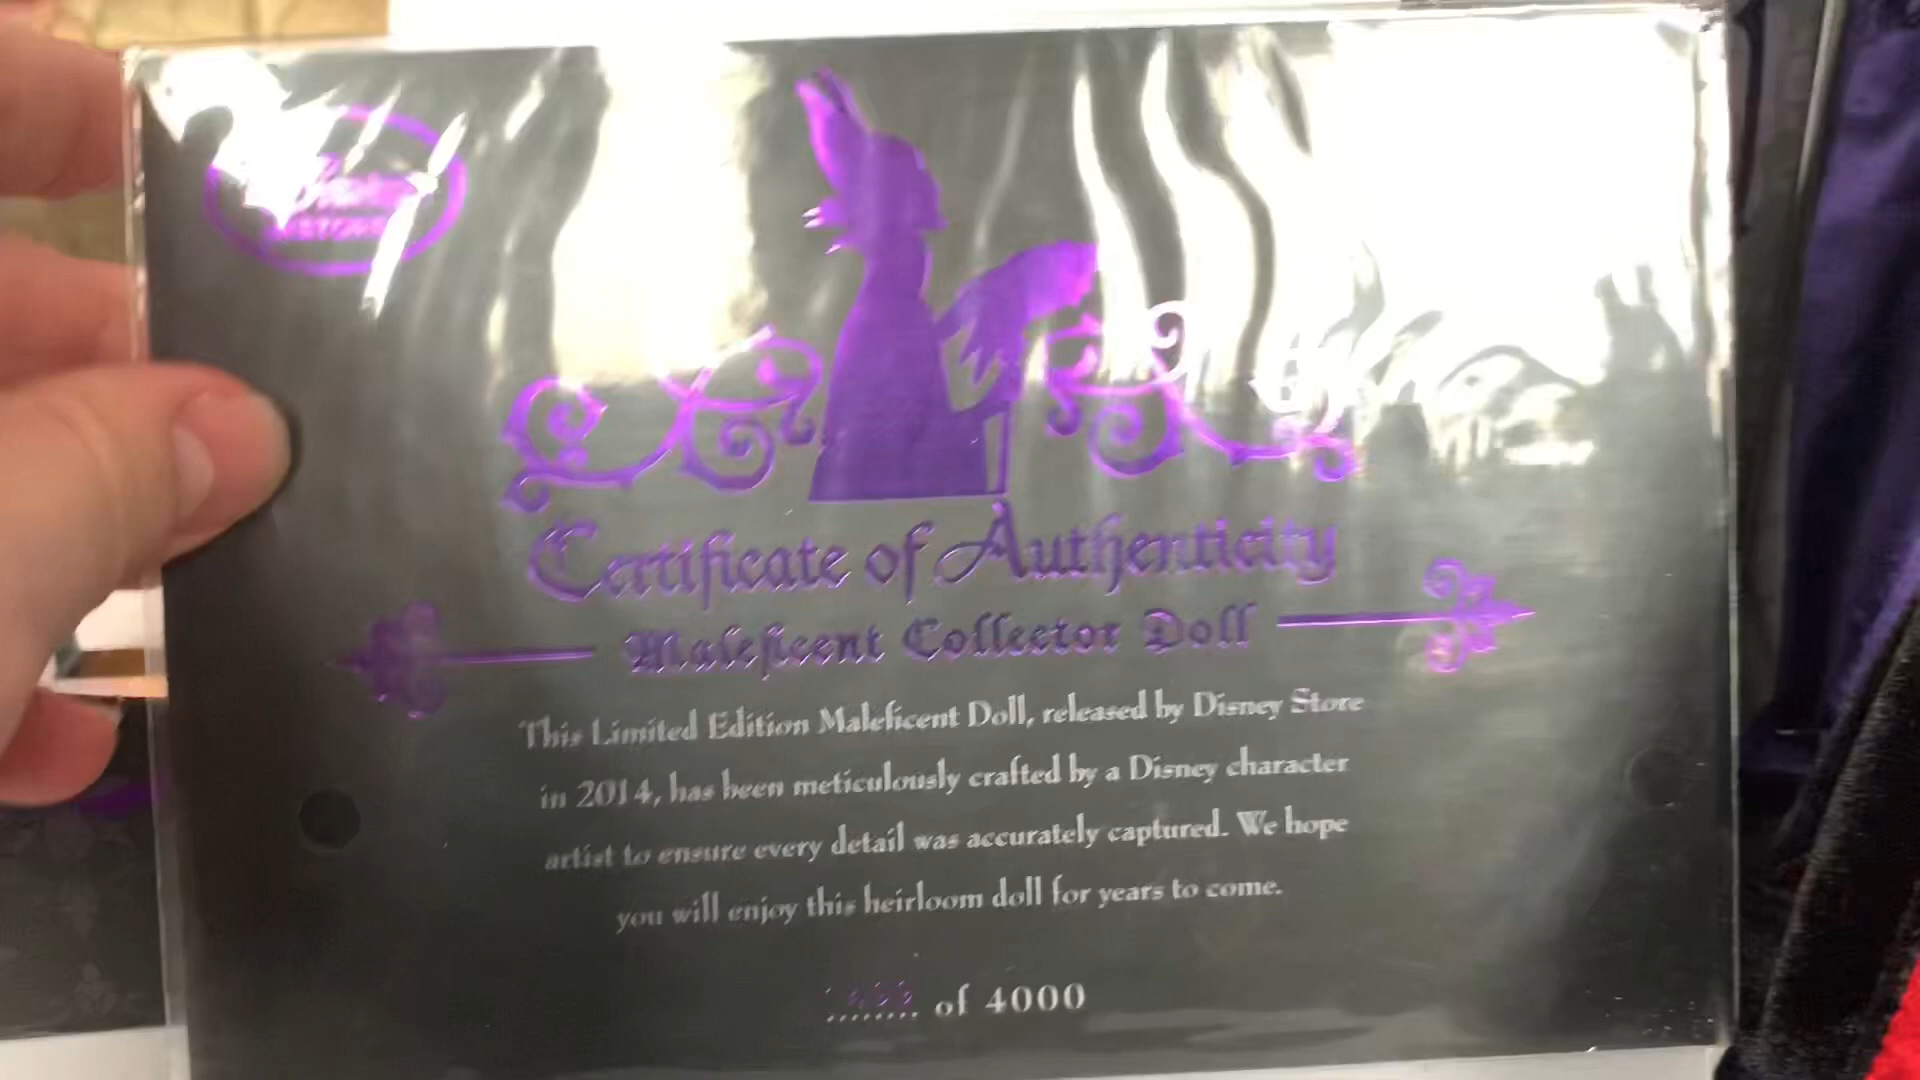 Disney
STORE
Certificate of Authenticity
Maleficent Collector Doll
This Limited Edition Maleficent Doll, released by Disney Store
in 2014, has been meticulously crafted by a Disney character
artist to ensure every detail was accurately captured. We hope
you will enjoy this heirloom doll for years to come.
of 4000